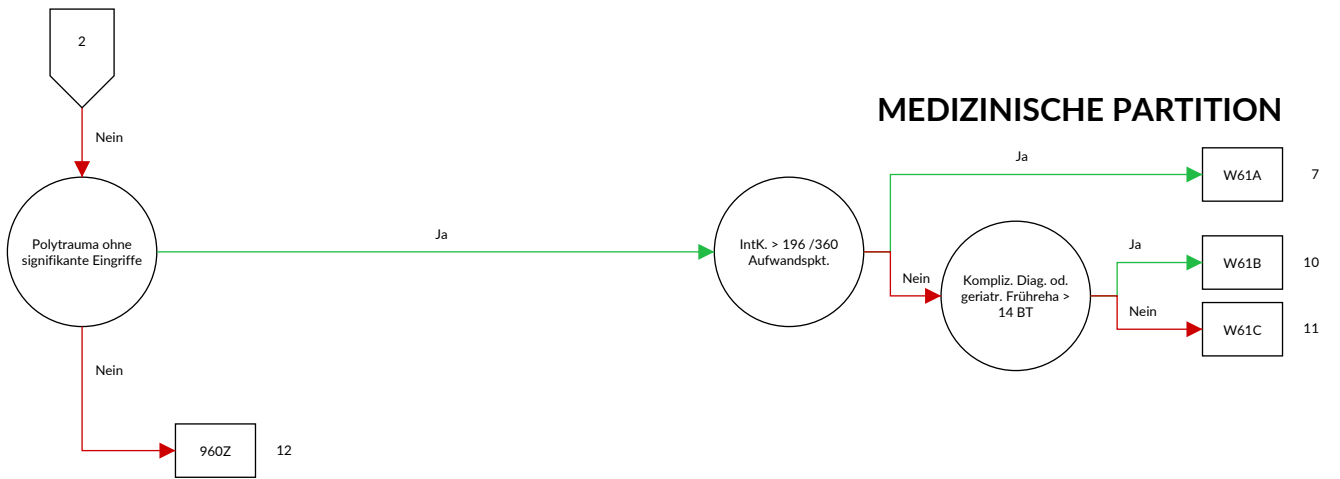 2
Nein
MEDIZINISCHE PARTITION
Ja
W61A
7
Polytrauma ohne
signifikante Eingriffe
Ja
IntK. > 196 /360
Aufwandspkt.
Nein
Kompliz. Diag. od.
geriatr. Frühreha >
14 BT
Ja
W61B
10
Nein
W61C
11
Nein
960Z
12